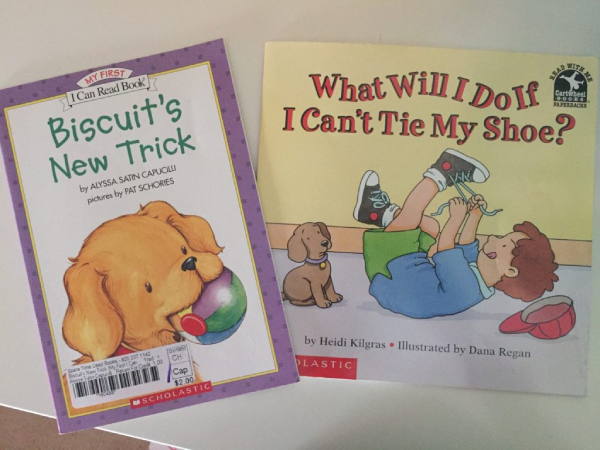 MY FIRST
I Can Read Book
Biscuit's
New Trick
by ALYSSA SATIN CAPUCILLI
pictures by PAT SCHORIES
CH
Cap
$2.00
SCHOLASTIC
What Will I Do If
I Can't Tie My Shoe?
READ WITH ME
Cartwheel
BOOKS
PAPERBACKS
by Heidi Kilgras • Illustrated by Dana Regan
OLASTIC